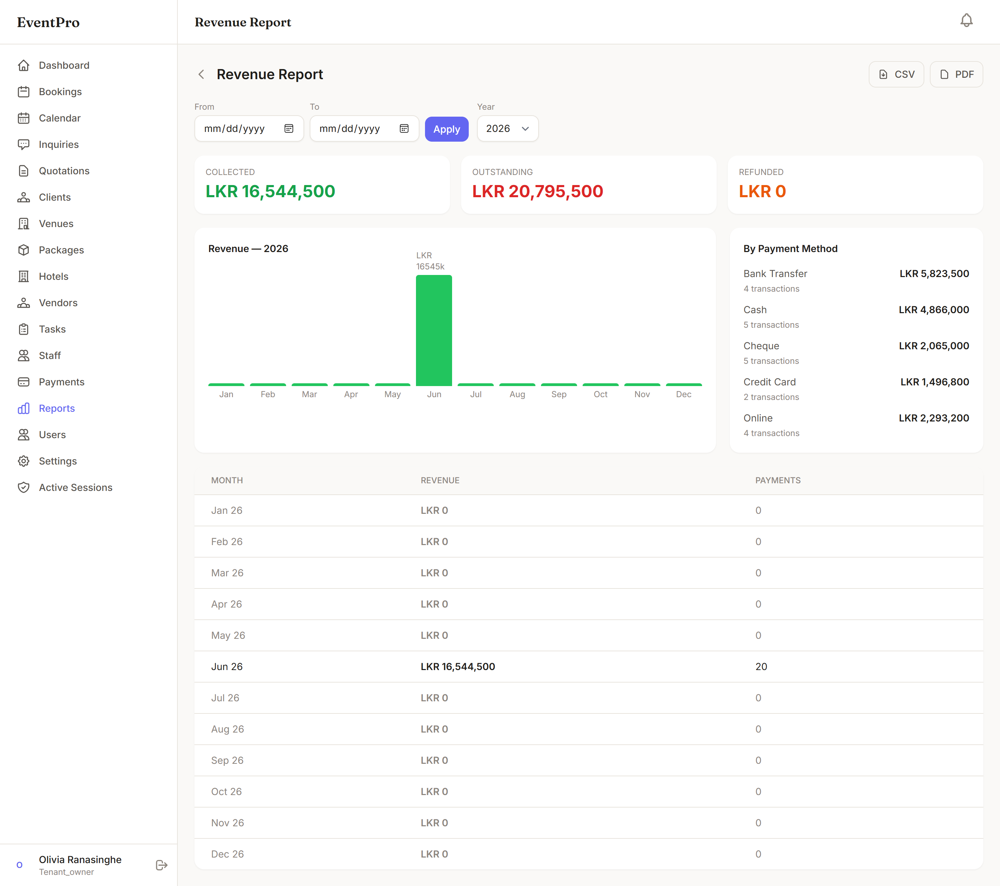 EventPro
Revenue Report
Dashboard
Bookings
Calendar
Inquiries
Quotations
Clients
Venues
Packages
Hotels
Vendors
Tasks
Staff
Payments
Reports
Users
Settings
Active Sessions
O
Olivia Ranasinghe
Tenant_owner
Revenue Report
CSV
PDF
From
To
Year
mm/dd/yyyy
mm/dd/yyyy
Apply
2026
COLLECTED
LKR 16,544,500
OUTSTANDING
LKR 20,795,500
REFUNDED
LKR 0
Revenue — 2026
LKR
16545k
Jan Feb Mar Apr May Jun Jul Aug Sep Oct Nov Dec
By Payment Method
Bank Transfer LKR 5,823,500
4 transactions
Cash LKR 4,866,000
5 transactions
Cheque LKR 2,065,000
5 transactions
Credit Card LKR 1,496,800
2 transactions
Online LKR 2,293,200
4 transactions
MONTH REVENUE PAYMENTS
Jan 26 LKR 0 0
Feb 26 LKR 0 0
Mar 26 LKR 0 0
Apr 26 LKR 0 0
May 26 LKR 0 0
Jun 26 LKR 16,544,500 20
Jul 26 LKR 0 0
Aug 26 LKR 0 0
Sep 26 LKR 0 0
Oct 26 LKR 0 0
Nov 26 LKR 0 0
Dec 26 LKR 0 0